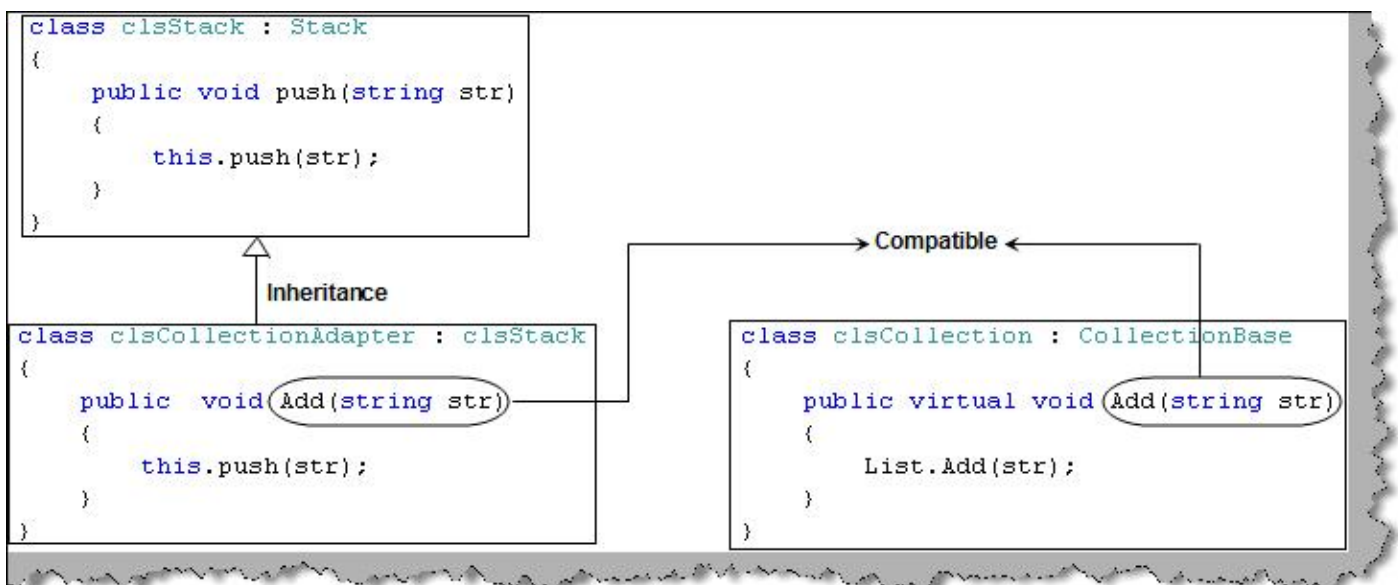 class clsStack : Stack
{
public void push(string str)
{
this.push(str);
}
}
Compatible
Inheritance
class clsCollectionAdapter : clsStack
{
public  void Add(string str)
{
this.push(str);
}
}
class clsCollection : CollectionBase
{
public virtual void Add(string str)
{
List.Add(str);
}
}